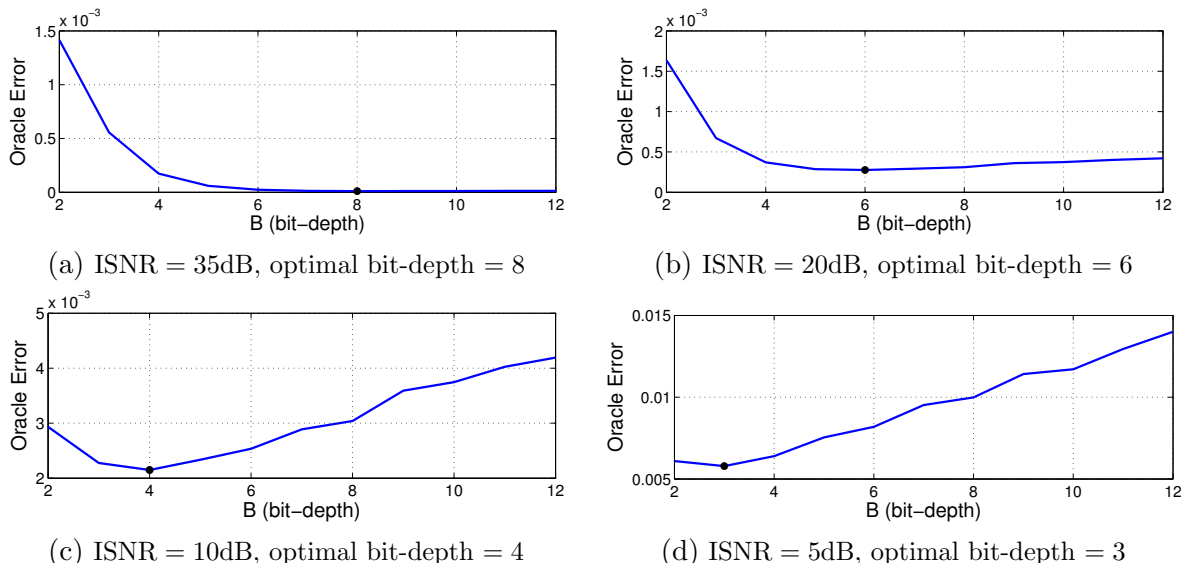 x 10⁻³
1.5
1
0.5
0
Oracle Error
2 4 6 8 10 12
B (bit−depth)
(a) ISNR = 35dB, optimal bit-depth = 8
x 10⁻³
2
1.5
1
0.5
0
Oracle Error
2 4 6 8 10 12
B (bit−depth)
(b) ISNR = 20dB, optimal bit-depth = 6
x 10⁻³
5
4
3
2
Oracle Error
2 4 6 8 10 12
B (bit−depth)
(c) ISNR = 10dB, optimal bit-depth = 4
0.015
0.01
0.005
Oracle Error
2 4 6 8 10 12
B (bit−depth)
(d) ISNR = 5dB, optimal bit-depth = 3